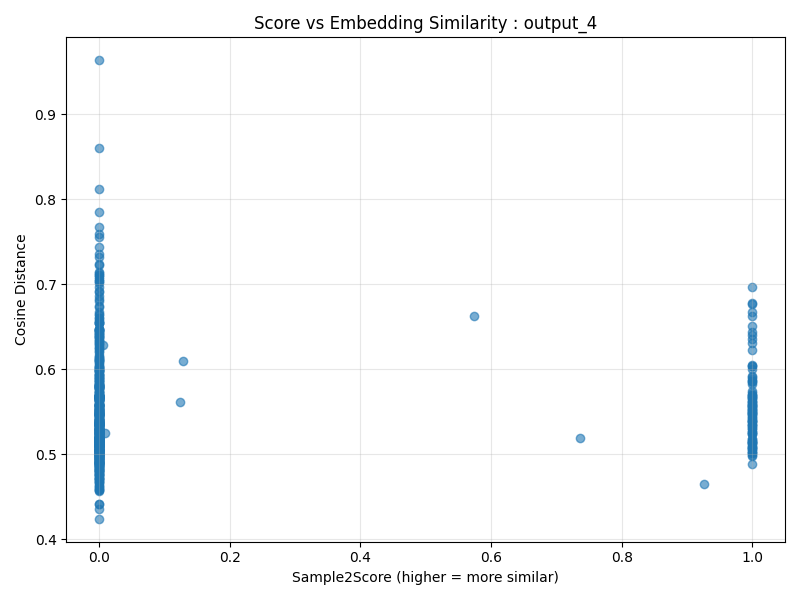 Score vs Embedding Similarity : output_4
Cosine Distance
0.9
0.8
0.7
0.6
0.5
0.4
0.0 0.2 0.4 0.6 0.8 1.0
Sample2Score (higher = more similar)